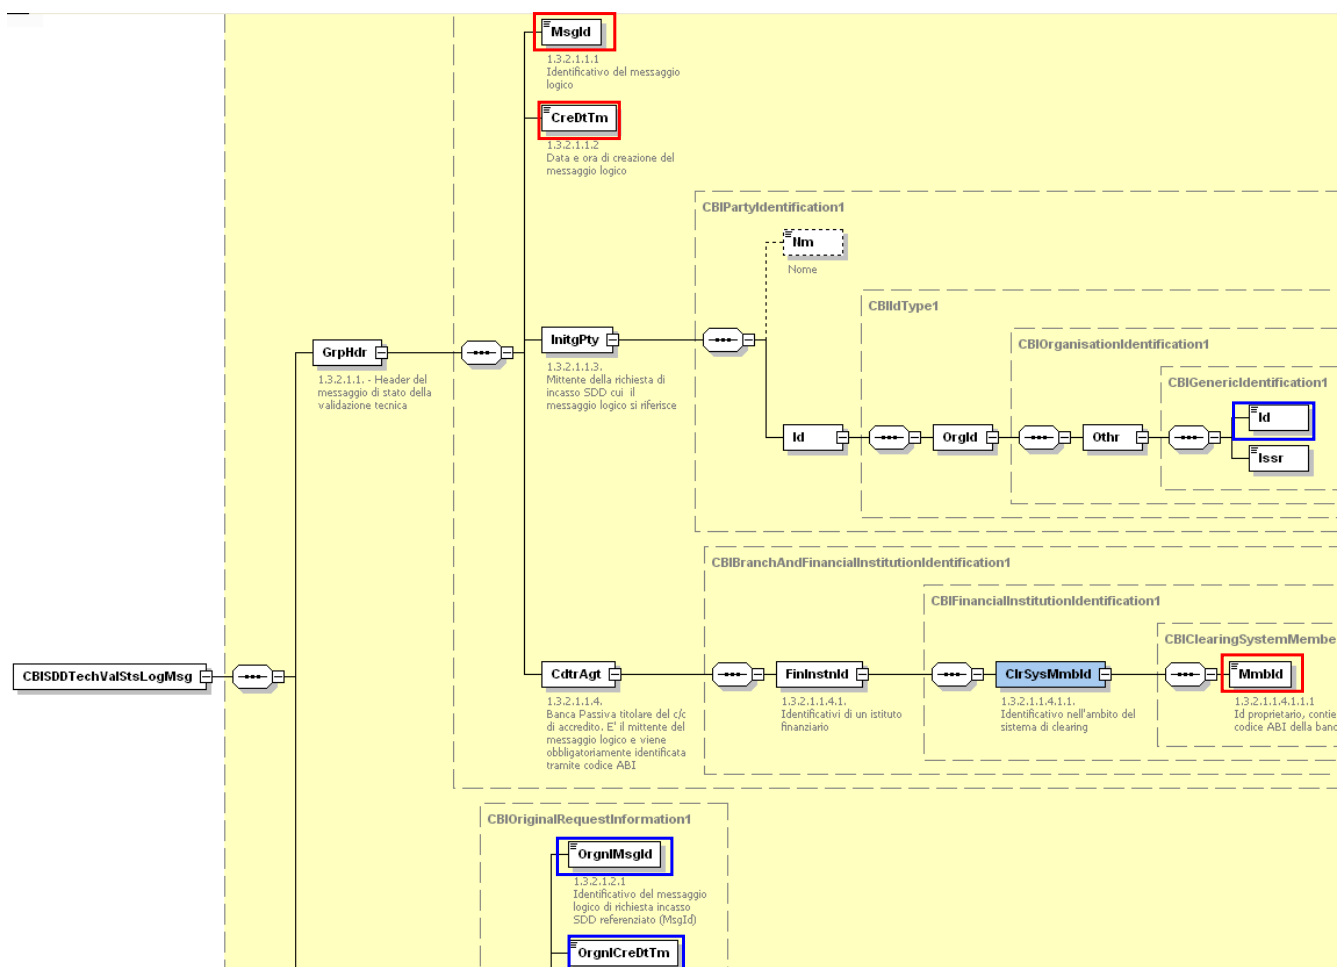 MsgId
1.3.2.1.1.1
Identificativo del messaggio
logico
CreDtTm
1.3.2.1.1.2
Data e ora di creazione del
messaggio logico
CBIPartyIdentification1
Nm
Nome
CBIIdType1
CBIOrganisationIdentification1
CBIGenericIdentification1
GrpHdr
1.3.2.1.1. - Header del
messaggio di stato della
validazione tecnica
InitgPty
1.3.2.1.1.3.
Mittente della richiesta di
incasso SDD cui il
messaggio logico si riferisce
Id
OrgId
Othr
Id
Issr
CBIBranchAndFinancialInstitutionIdentification1
CBIFinancialInstitutionIdentification1
CBIClearingSystemMembe
CBISDDTechValStsLogMsg
CdtrAgt
1.3.2.1.1.4.
Banca Passiva titolare del c/c
di accredito. E' il mittente del
messaggio logico e viene
obbligatoriamente identificata
tramite codice ABI
FinInstnId
1.3.2.1.1.4.1.
Identificativi di un istituto
finanziario
ClrSysMmbId
1.3.2.1.1.4.1.1.
Identificativo nell'ambito del
sistema di clearing
MmbId
1.3.2.1.1.4.1.1.1
Id proprietario, contie
codice ABI della banc
CBIOriginalRequestInformation1
OrgnlMsgId
1.3.2.1.2.1
Identificativo del messaggio
logico di richiesta incasso
SDD referenziato (MsgId)
OrgnlCreDtTm